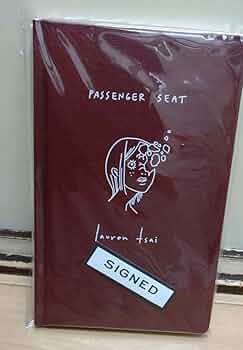 PASSENGER SEAT
lauren tsai
SIGNED